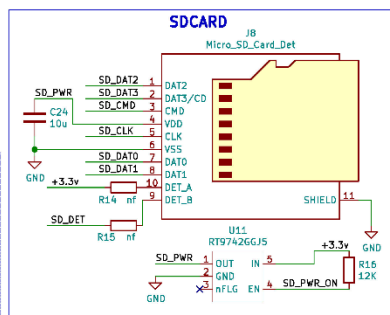 SDCARD
J8
Micro_SD_Card_Det
SD_DAT2 1 DAT2
SD_PWR SD_DAT3 2 DAT3/CD
SD_CMD 3 CMD
C24 4 VDD
10u SD_CLK 5 CLK
6 VSS
SD_DAT0 7 DAT0
GND SD_DAT1 8 DAT1
+3.3v 10 DET_A
R14 nf 9 DET_B
SHIELD 11
SD_DET
R15 nf
U11
RT9742GGJ5
GND
+3.3v
SD_PWR 1 OUT IN 5
R16
2 GND
12K
3 nFLG EN 4 SD_PWR_ON
GND